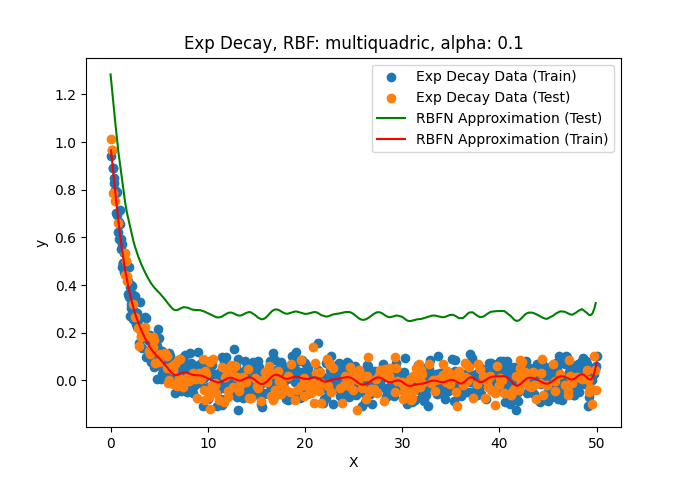 Exp Decay, RBF: multiquadric, alpha: 0.1
Exp Decay Data (Train)
Exp Decay Data (Test)
RBFN Approximation (Test)
RBFN Approximation (Train)
1.2
1.0
0.8
0.6
0.4
0.2
0.0
y
0 10 20 30 40 50
X